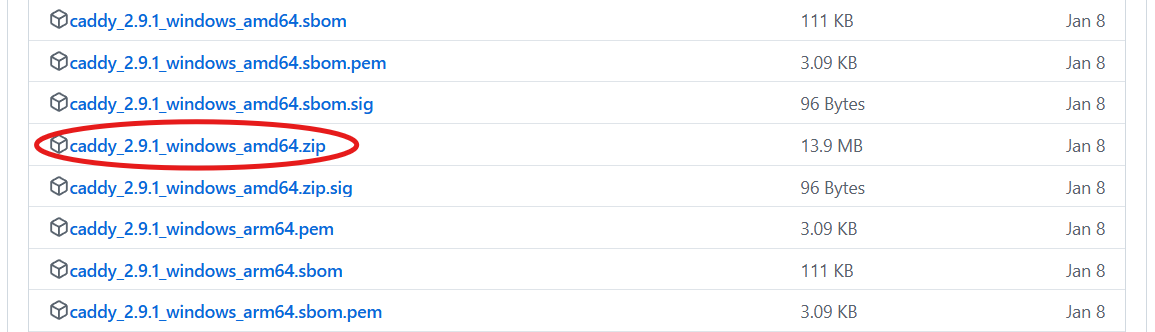 caddy_2.9.1_windows_amd64.sbom 111 KB Jan 8
caddy_2.9.1_windows_amd64.sbom.pem 3.09 KB Jan 8
caddy_2.9.1_windows_amd64.sbom.sig 96 Bytes Jan 8
caddy_2.9.1_windows_amd64.zip 13.9 MB Jan 8
caddy_2.9.1_windows_amd64.zip.sig 96 Bytes Jan 8
caddy_2.9.1_windows_arm64.pem 3.09 KB Jan 8
caddy_2.9.1_windows_arm64.sbom 111 KB Jan 8
caddy_2.9.1_windows_arm64.sbom.pem 3.09 KB Jan 8